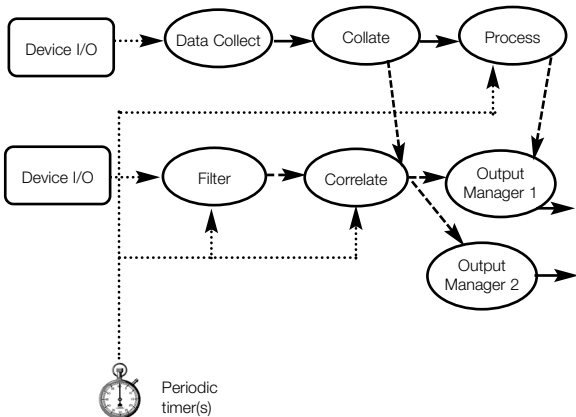 Device I/O
Data Collect
Collate
Process
Device I/O
Filter
Correlate
Output
Manager 1
Output
Manager 2
Periodic
timer(s)